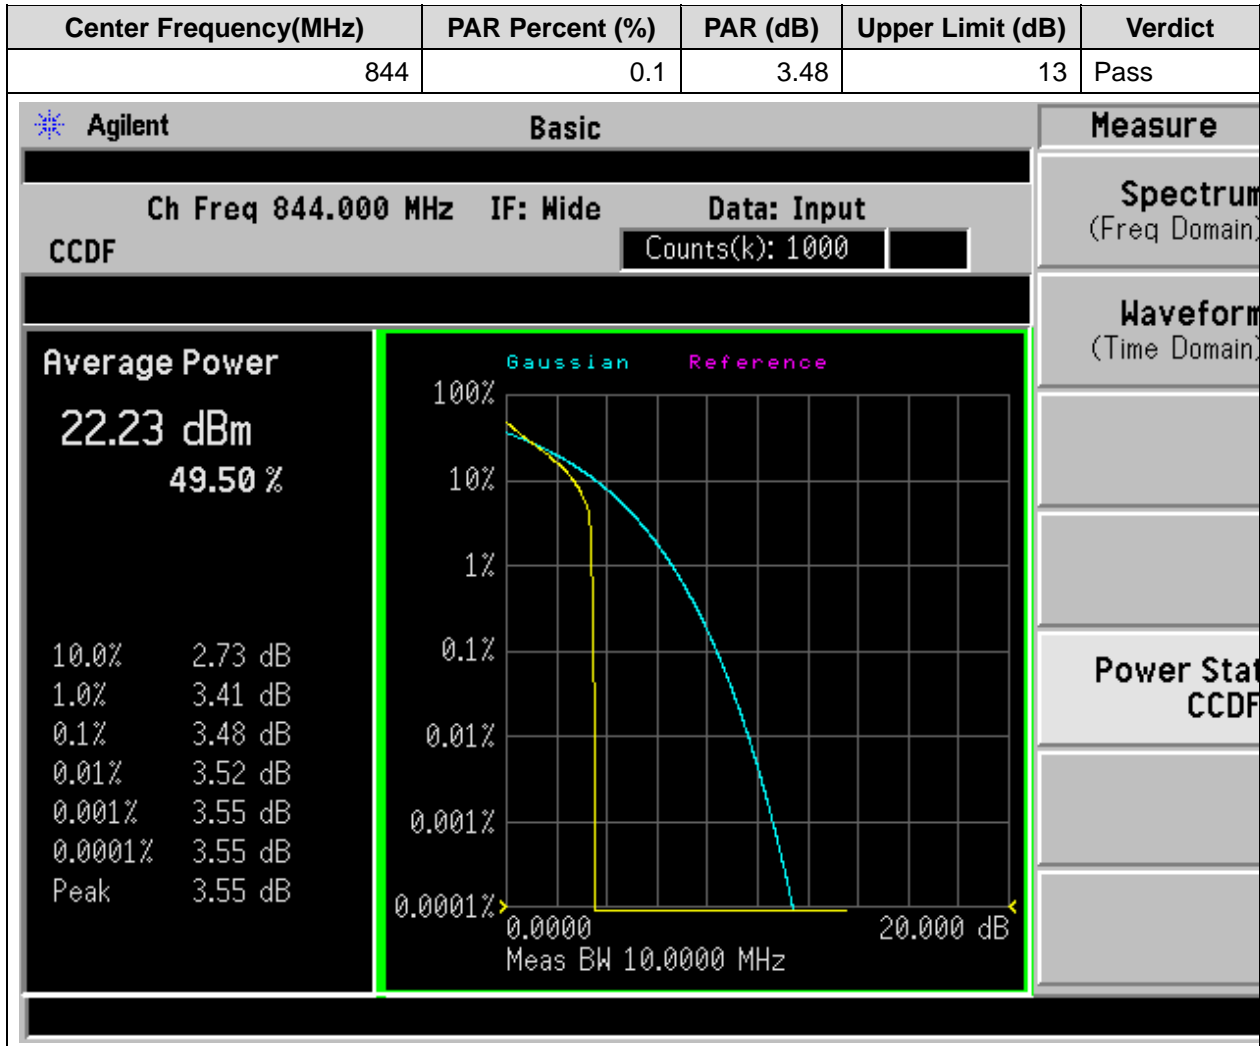 Center Frequency(MHz) PAR Percent (%) PAR (dB) Upper Limit (dB) Verdict
844 0.1 3.48 13 Pass
Agilent Basic Measure
Ch Freq 844.000 MHz IF: Wide Data: Input
CCDF Counts(k): 1000
Average Power
22.23 dBm
49.50 %
10.0% 2.73 dB
1.0% 3.41 dB
0.1% 3.48 dB
0.01% 3.52 dB
0.001% 3.55 dB
0.0001% 3.55 dB
Peak 3.55 dB
Gaussian Reference
100%
10%
1%
0.1%
0.01%
0.001%
0.0001%
0.0000 20.000 dB
Meas BW 10.0000 MHz
Spectrum
(Freq Domain)
Waveform
(Time Domain)
Power Stat
CCDF